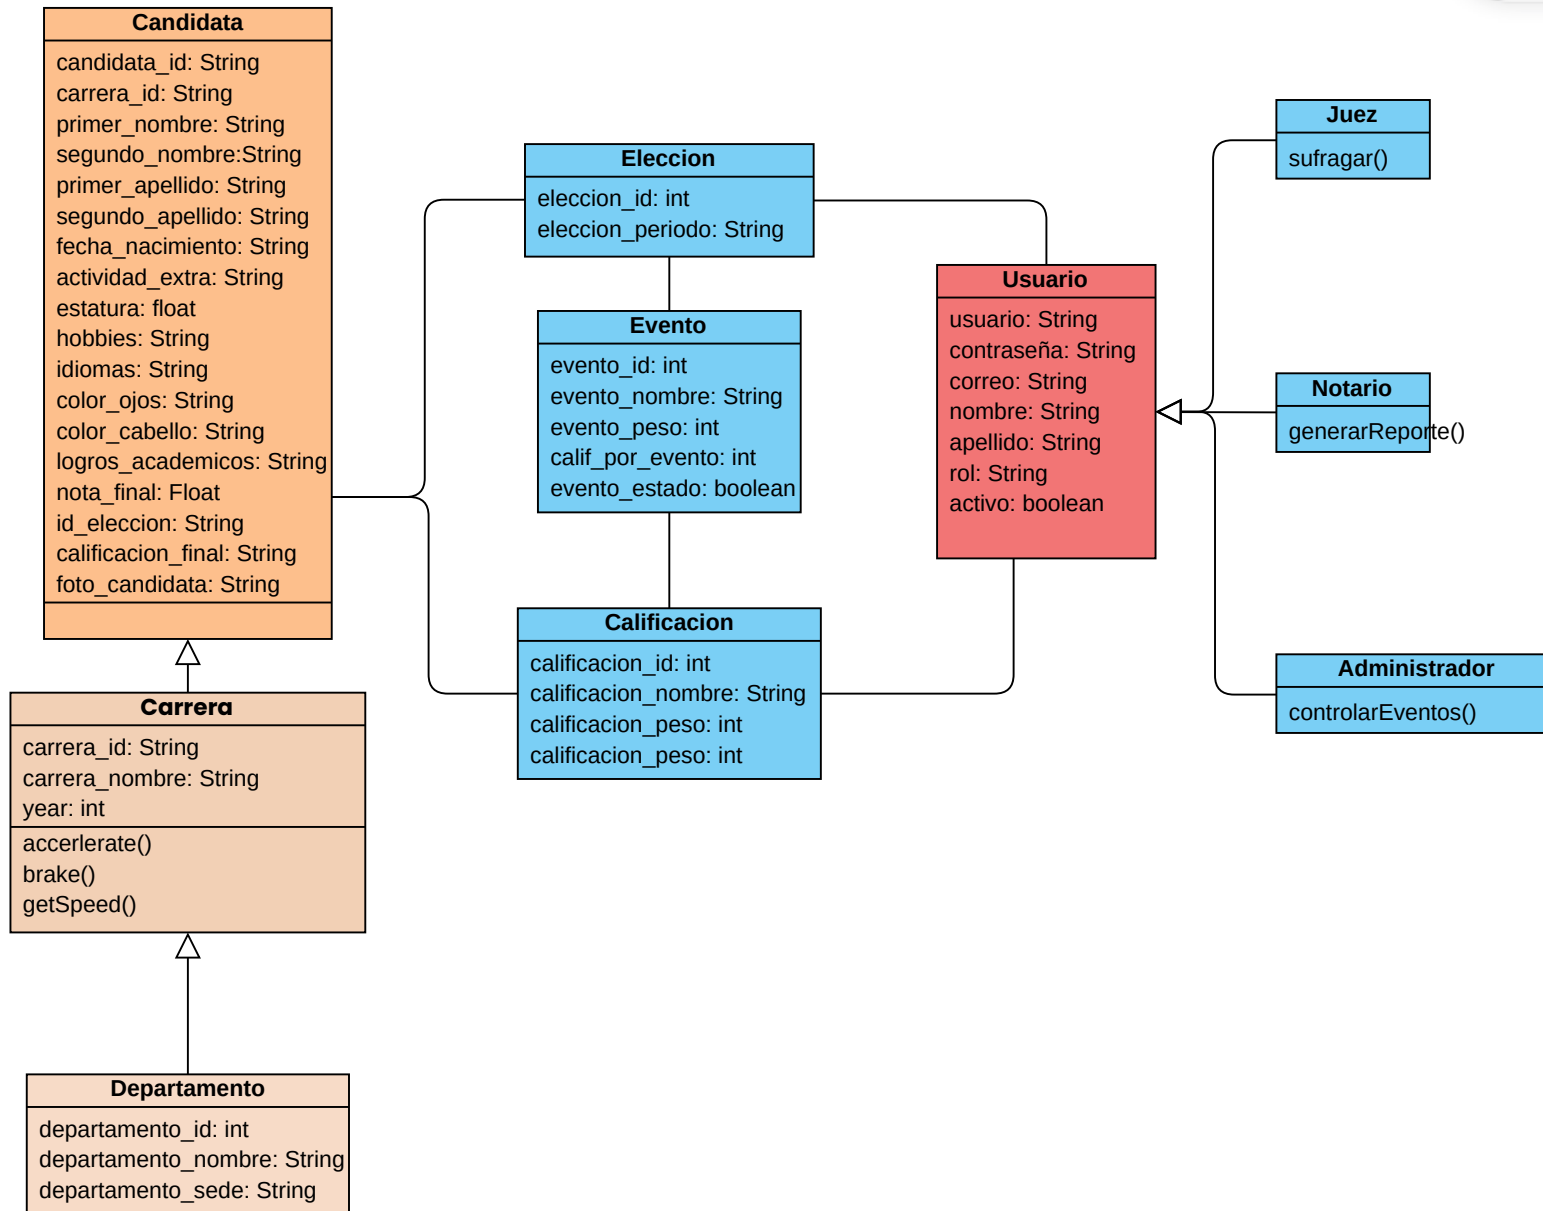 Candidata
candidata_id: String
carrera_id: String
primer_nombre: String
segundo_nombre:String
primer_apellido: String
segundo_apellido: String
fecha_nacimiento: String
actividad_extra: String
estatura: float
hobbies: String
idiomas: String
color_ojos: String
color_cabello: String
logros_academicos: String
nota_final: Float
id_eleccion: String
calificacion_final: String
foto_candidata: String
Carrera
carrera_id: String
carrera_nombre: String
year: int
accerlerate()
brake()
getSpeed()
Departamento
departamento_id: int
departamento_nombre: String
departamento_sede: String
Eleccion
eleccion_id: int
eleccion_periodo: String
Evento
evento_id: int
evento_nombre: String
evento_peso: int
calif_por_evento: int
evento_estado: boolean
Calificacion
calificacion_id: int
calificacion_nombre: String
calificacion_peso: int
calificacion_peso: int
Usuario
usuario: String
contraseña: String
correo: String
nombre: String
apellido: String
rol: String
activo: boolean
Juez
sufragar()
Notario
generarReporte()
Administrador
controlarEventos()